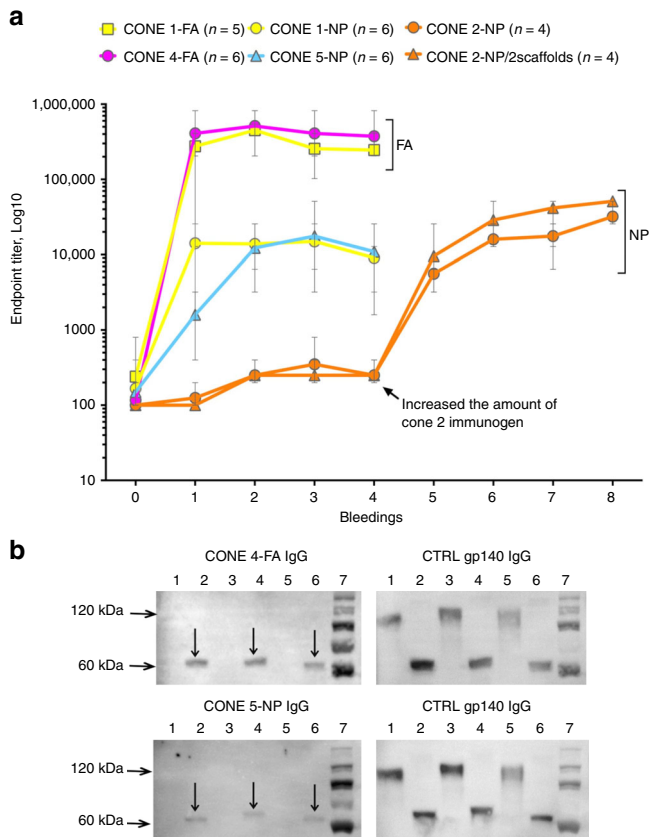 a
CONE 1-FA (n = 5) CONE 1-NP (n = 6) CONE 2-NP (n = 4)
CONE 4-FA (n = 6) CONE 5-NP (n = 6) CONE 2-NP/2scaffolds (n = 4)
Endpoint titer, Log10
1,000,000
100,000
10,000
1000
100
10
FA
NP
Increased the amount of
cone 2 immunogen
0 1 2 3 4 5 6 7 8
Bleedings
b
CONE 4-FA IgG CTRL gp140 IgG
1 2 3 4 5 6 7 1 2 3 4 5 6 7
120 kDa
60 kDa
CONE 5-NP IgG CTRL gp140 IgG
1 2 3 4 5 6 7 1 2 3 4 5 6 7
120 kDa
60 kDa